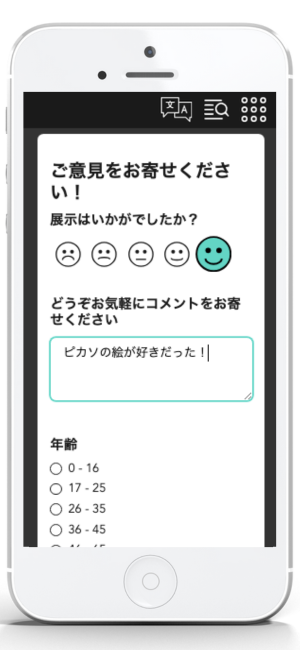 文 A
ご意見をお寄せくださ
い！
展示はいかがでしたか？
どうぞお気軽にコメントをお寄
せください
ピカソの絵が好きだった！
年齢
0 - 16
17 - 25
26 - 35
36 - 45